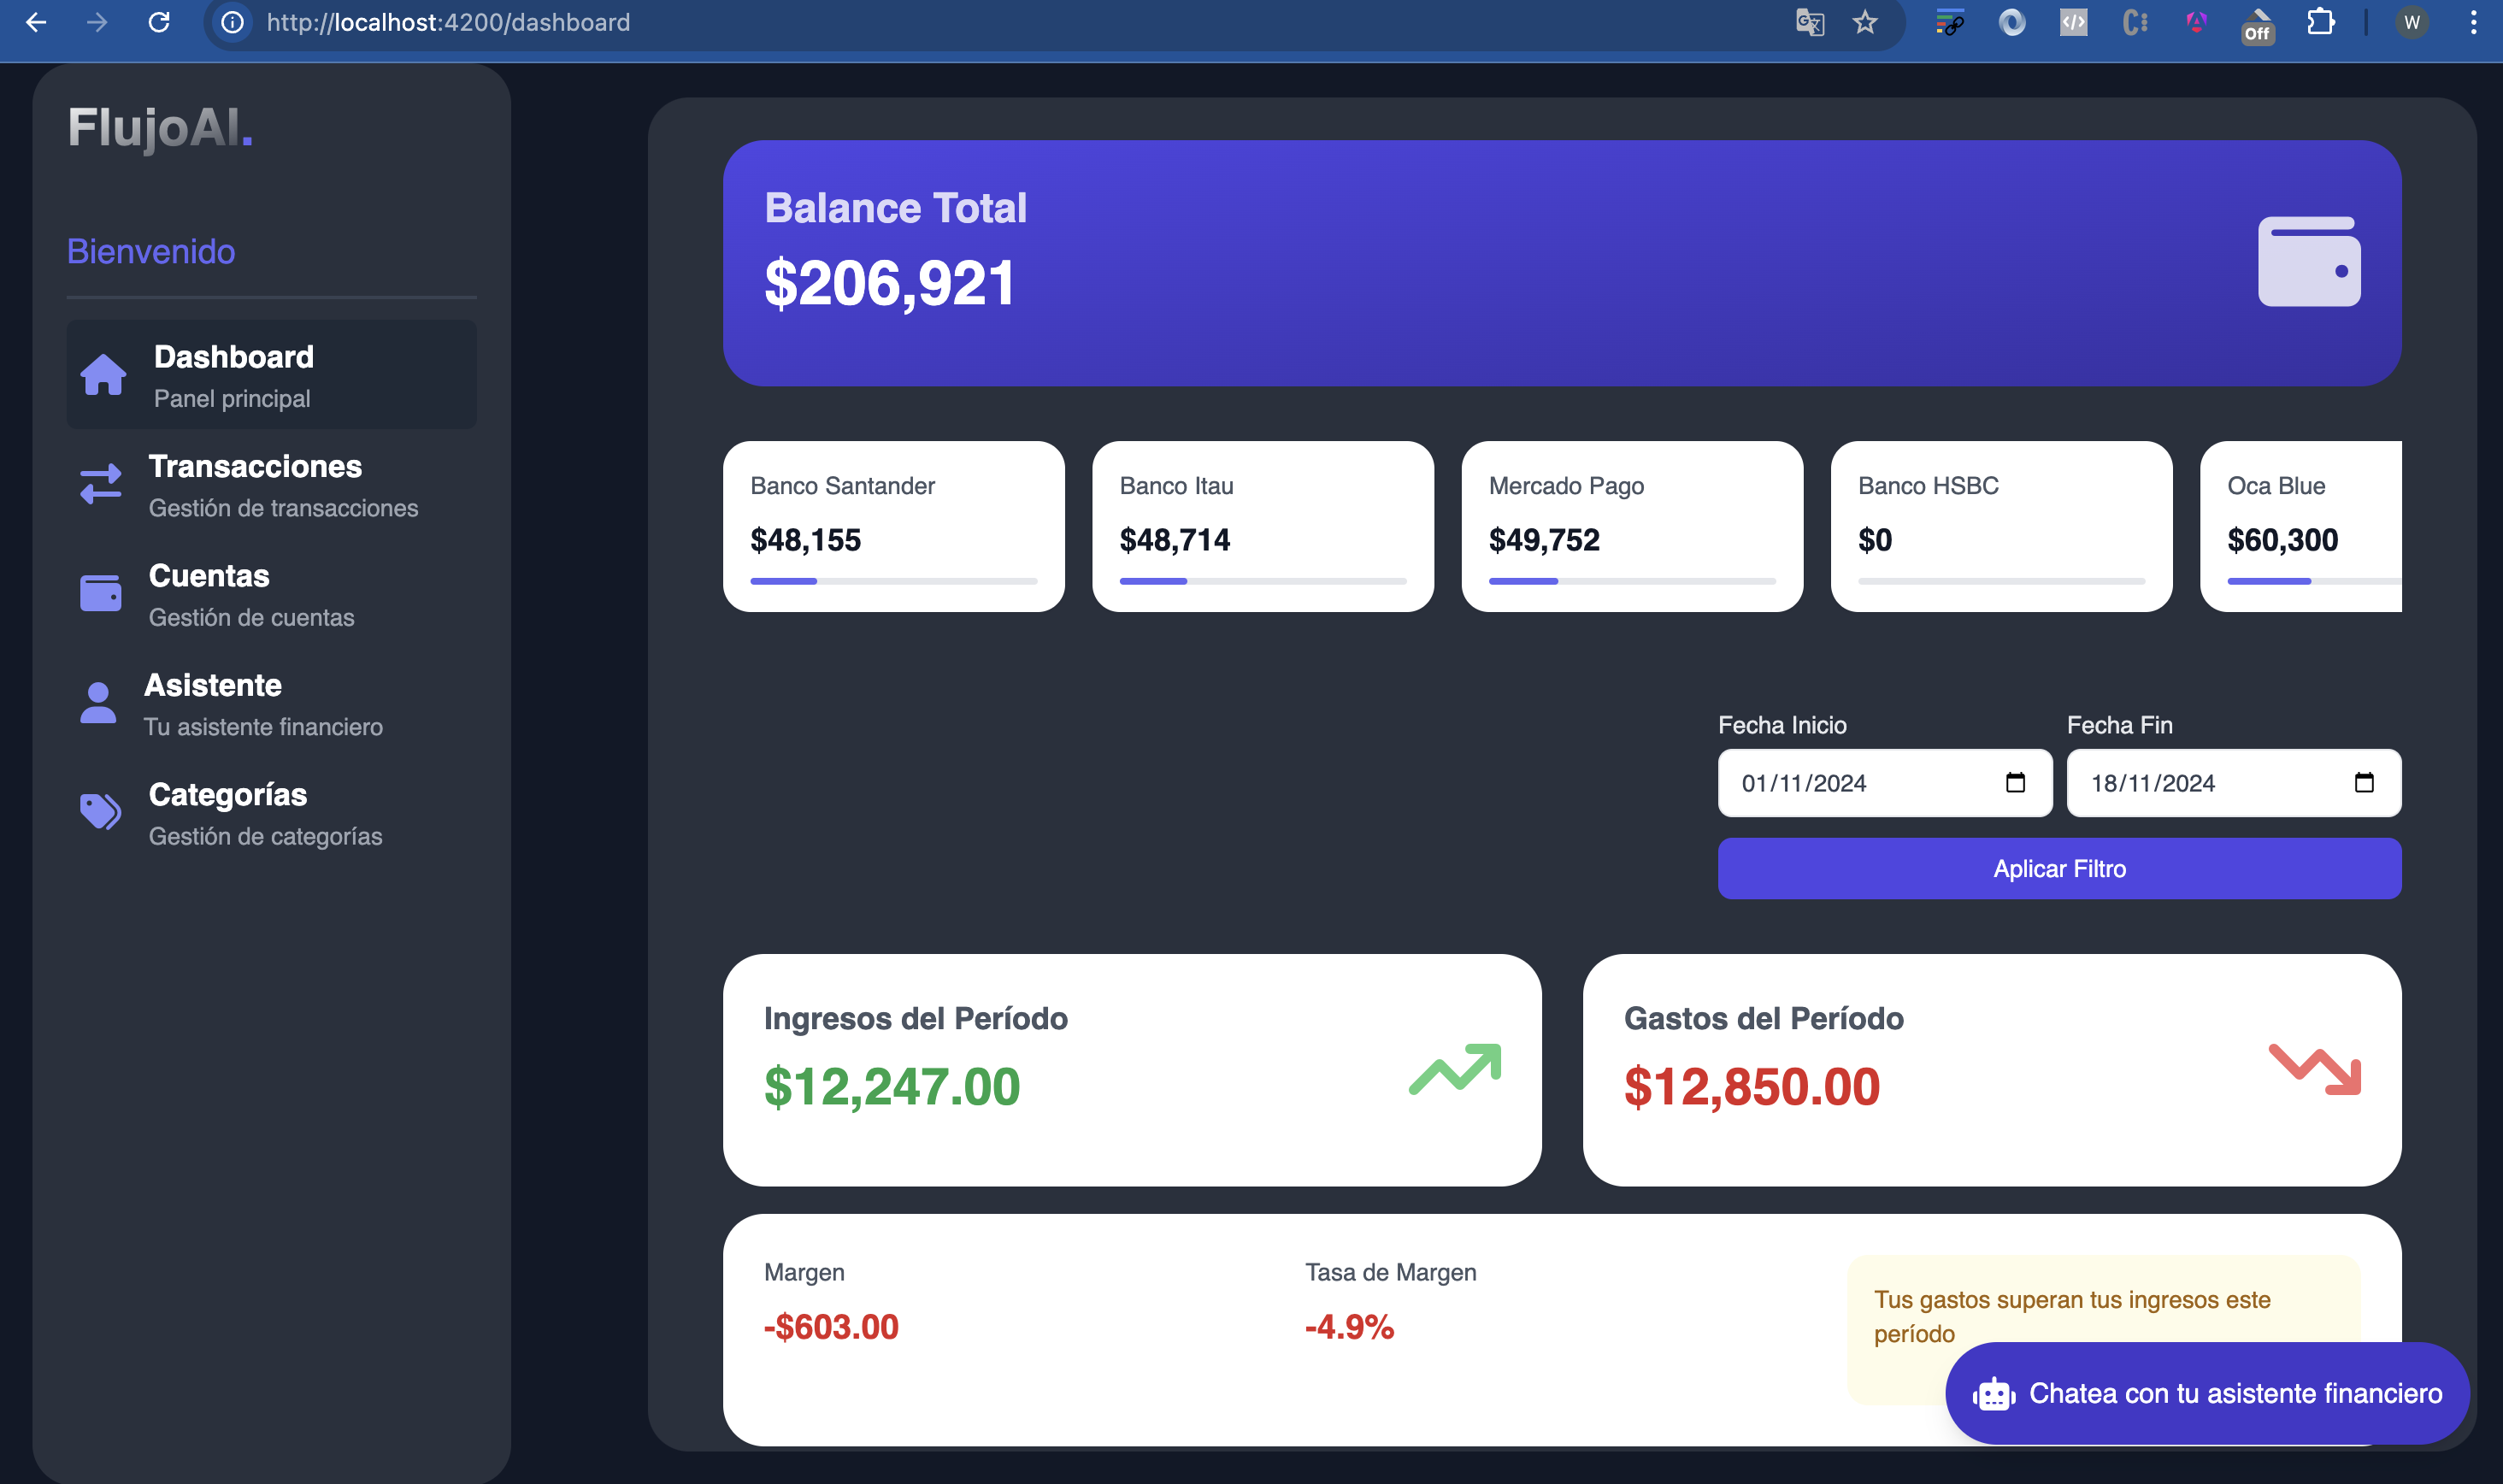 http://localhost:4200/dashboard
Off
W
FlujoAI.
Bienvenido
Dashboard
Panel principal
Transacciones
Gestión de transacciones
Cuentas
Gestión de cuentas
Asistente
Tu asistente financiero
Categorías
Gestión de categorías
Balance Total
$206,921
Banco Santander
$48,155
Banco Itau
$48,714
Mercado Pago
$49,752
Banco HSBC
$0
Oca Blue
$60,300
Fecha Inicio
01/11/2024
Fecha Fin
18/11/2024
Aplicar Filtro
Ingresos del Período
$12,247.00
Gastos del Período
$12,850.00
Margen
-$603.00
Tasa de Margen
-4.9%
Tus gastos superan tus ingresos este
período
Chatea con tu asistente financiero